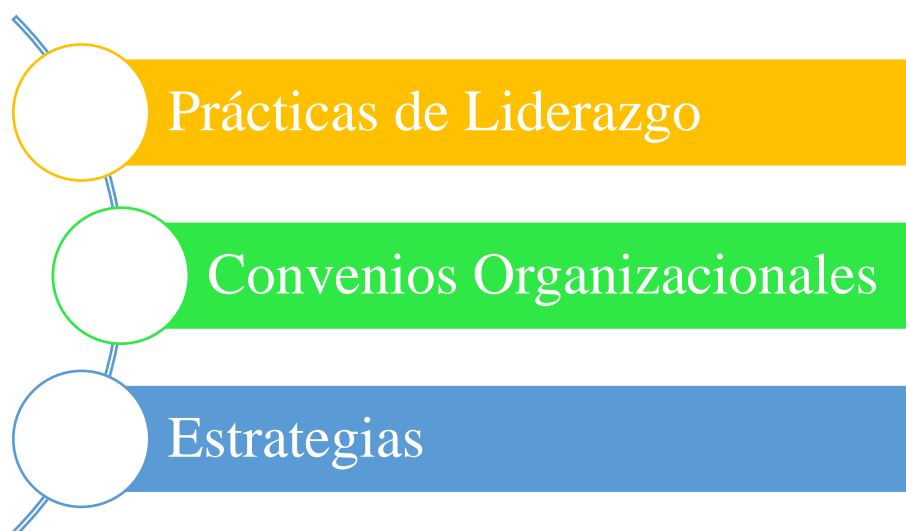 Prácticas de Liderazgo
Convenios Organizacionales
Estrategias